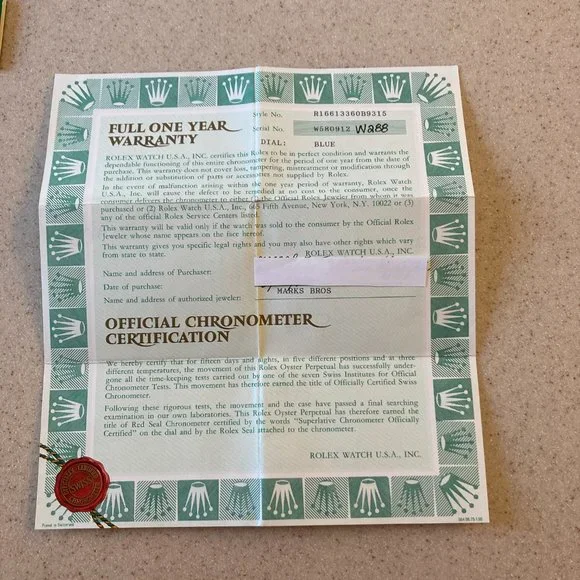 Style No. R16613360B9315
FULL ONE YEAR
WARRANTY
Serial No. W580912 W288
DIAL: BLUE
ROLEX WATCH U.S.A., INC. certifies this Rolex to be in perfect condition and warrants the
dependable functioning of this entire chronometer for the period of one year from the date of
purchase. This warranty does not cover loss, tampering, mistreatment or modification through
the addition or substitution of parts or accessories not supplied by Rolex.
In the event of malfunction arising within the one year period of warranty, Rolex Watch
U.S.A., Inc. will cause the defect to be remedied at no cost to the consumer, once the
consumer delivers the chronometer to either (1) the Official Rolex Jeweler from whom it was
purchased or (2) Rolex Watch U.S.A., Inc., 665 Fifth Avenue, New York, N.Y. 10022 or (3)
any of the official Rolex Service Centers listed.
This warranty will be valid only if the watch was sold to the consumer by the Official Rolex
Jeweler whose name appears on the face hereof.
This warranty gives you specific legal rights and you may also have other rights which vary
from state to state.
ROLEX WATCH U.S.A., INC
Name and address of Purchaser:
Date of purchase:
Name and address of authorized jeweler: MARKS BROS
OFFICIAL CHRONOMETER
CERTIFICATION
We hereby certify that for fifteen days and nights, in five different positions and at three
different temperatures, the movement of this Rolex Oyster Perpetual has successfully under-
gone all the time-keeping tests carried out by one of the seven Swiss Institutes for Official
Chronometer Tests. This movement has therefore earned the title of Officially Certified Swiss
Chronometer.
Following these rigorous tests, the movement and the case have passed a final searching
examination in our own laboratories. This Rolex Oyster Perpetual has therefore earned the
title of Red Seal Chronometer certified by the words "Superlative Chronometer Officially
Certified" on the dial and by the Rolex Seal attached to the chronometer.
ROLEX WATCH U.S.A., INC.
Printed in Switzerland